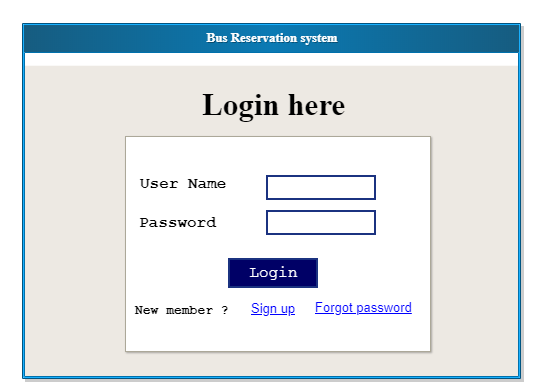 Bus Reservation system
Login here
User Name
Password
Login
New member ? Sign up Forgot password